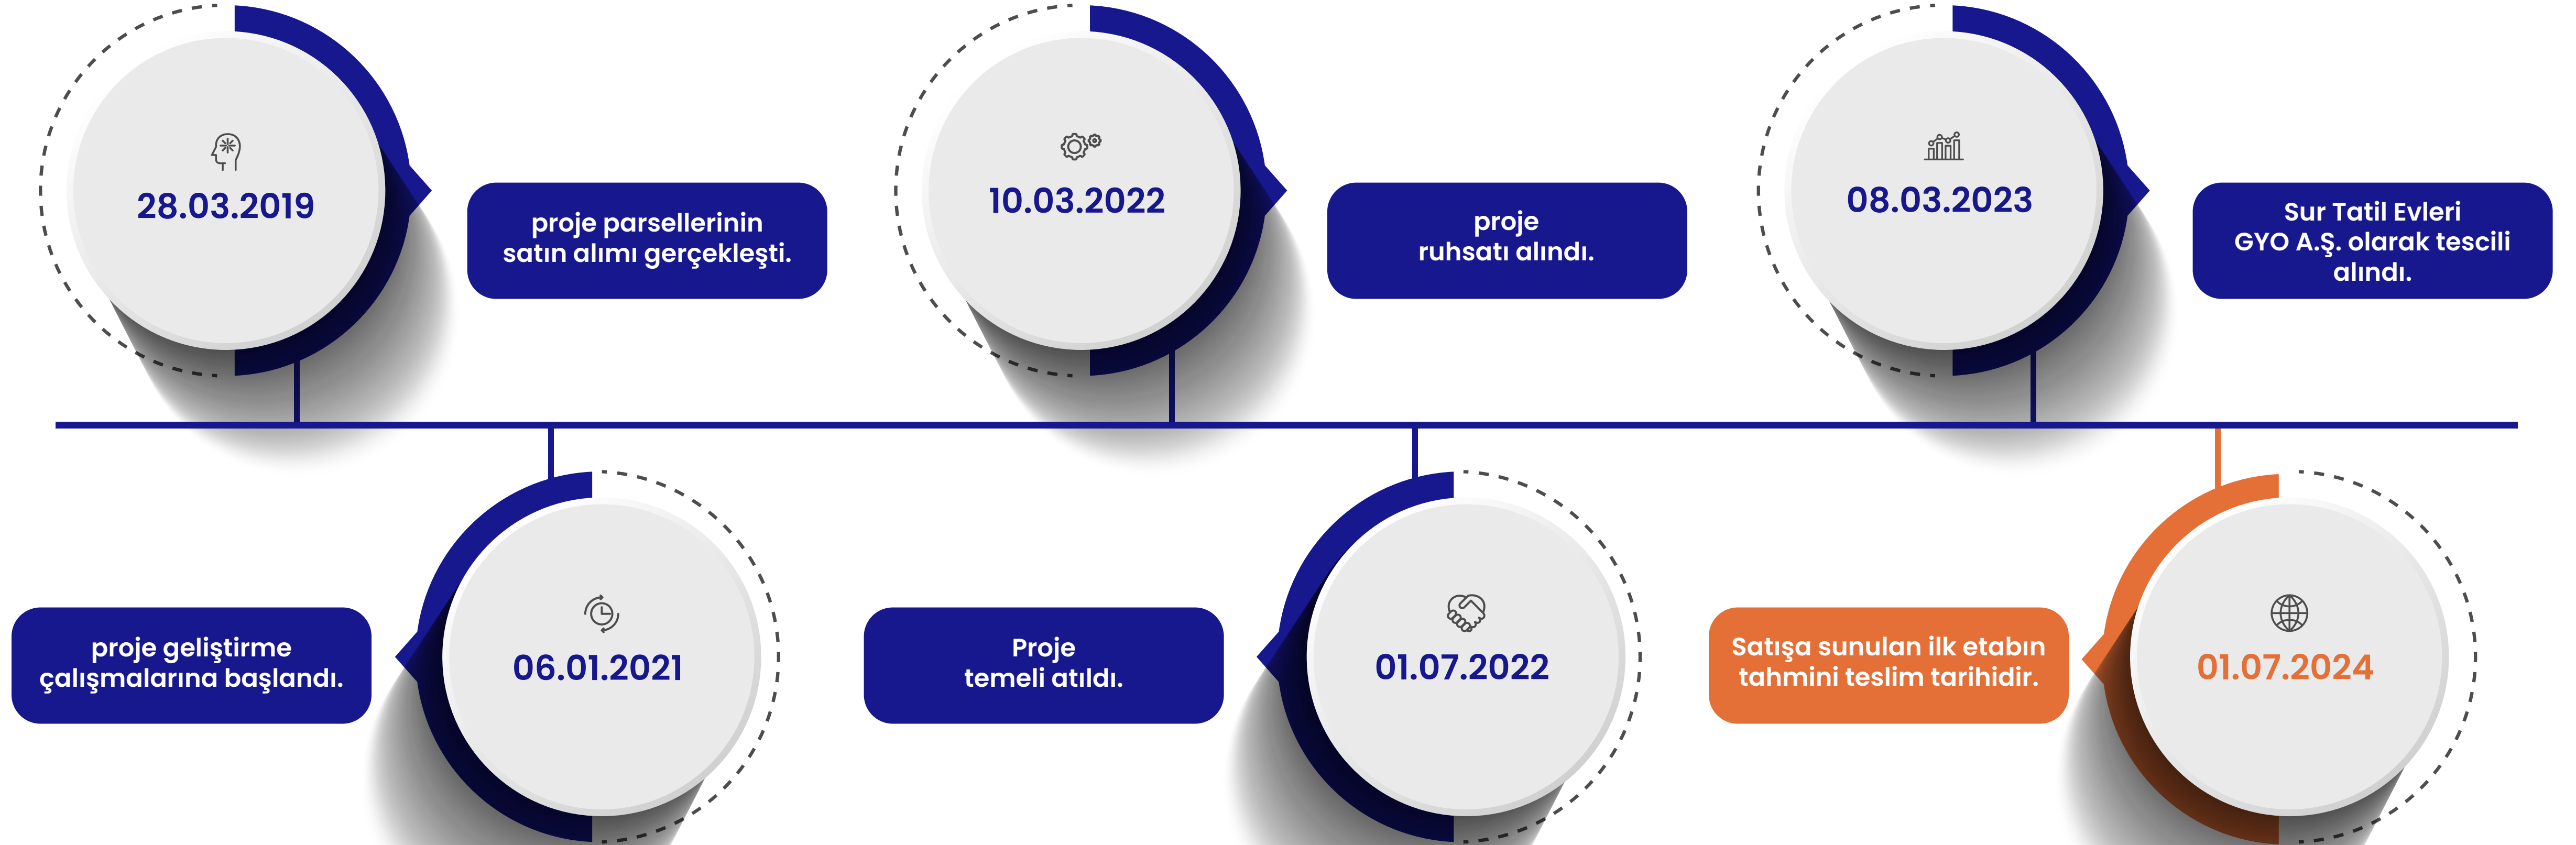 28.03.2019
proje parsellerinin
satın alımı gerçekleşti.
10.03.2022
proje
ruhsatı alındı.
08.03.2023
Sur Tatil Evleri
GYO A.Ş. olarak tescili
alındı.
proje geliştirme
çalışmalarına başlandı.
06.01.2021
Proje
temeli atıldı.
01.07.2022
Satışa sunulan ilk etabın
tahmini teslim tarihidir.
01.07.2024